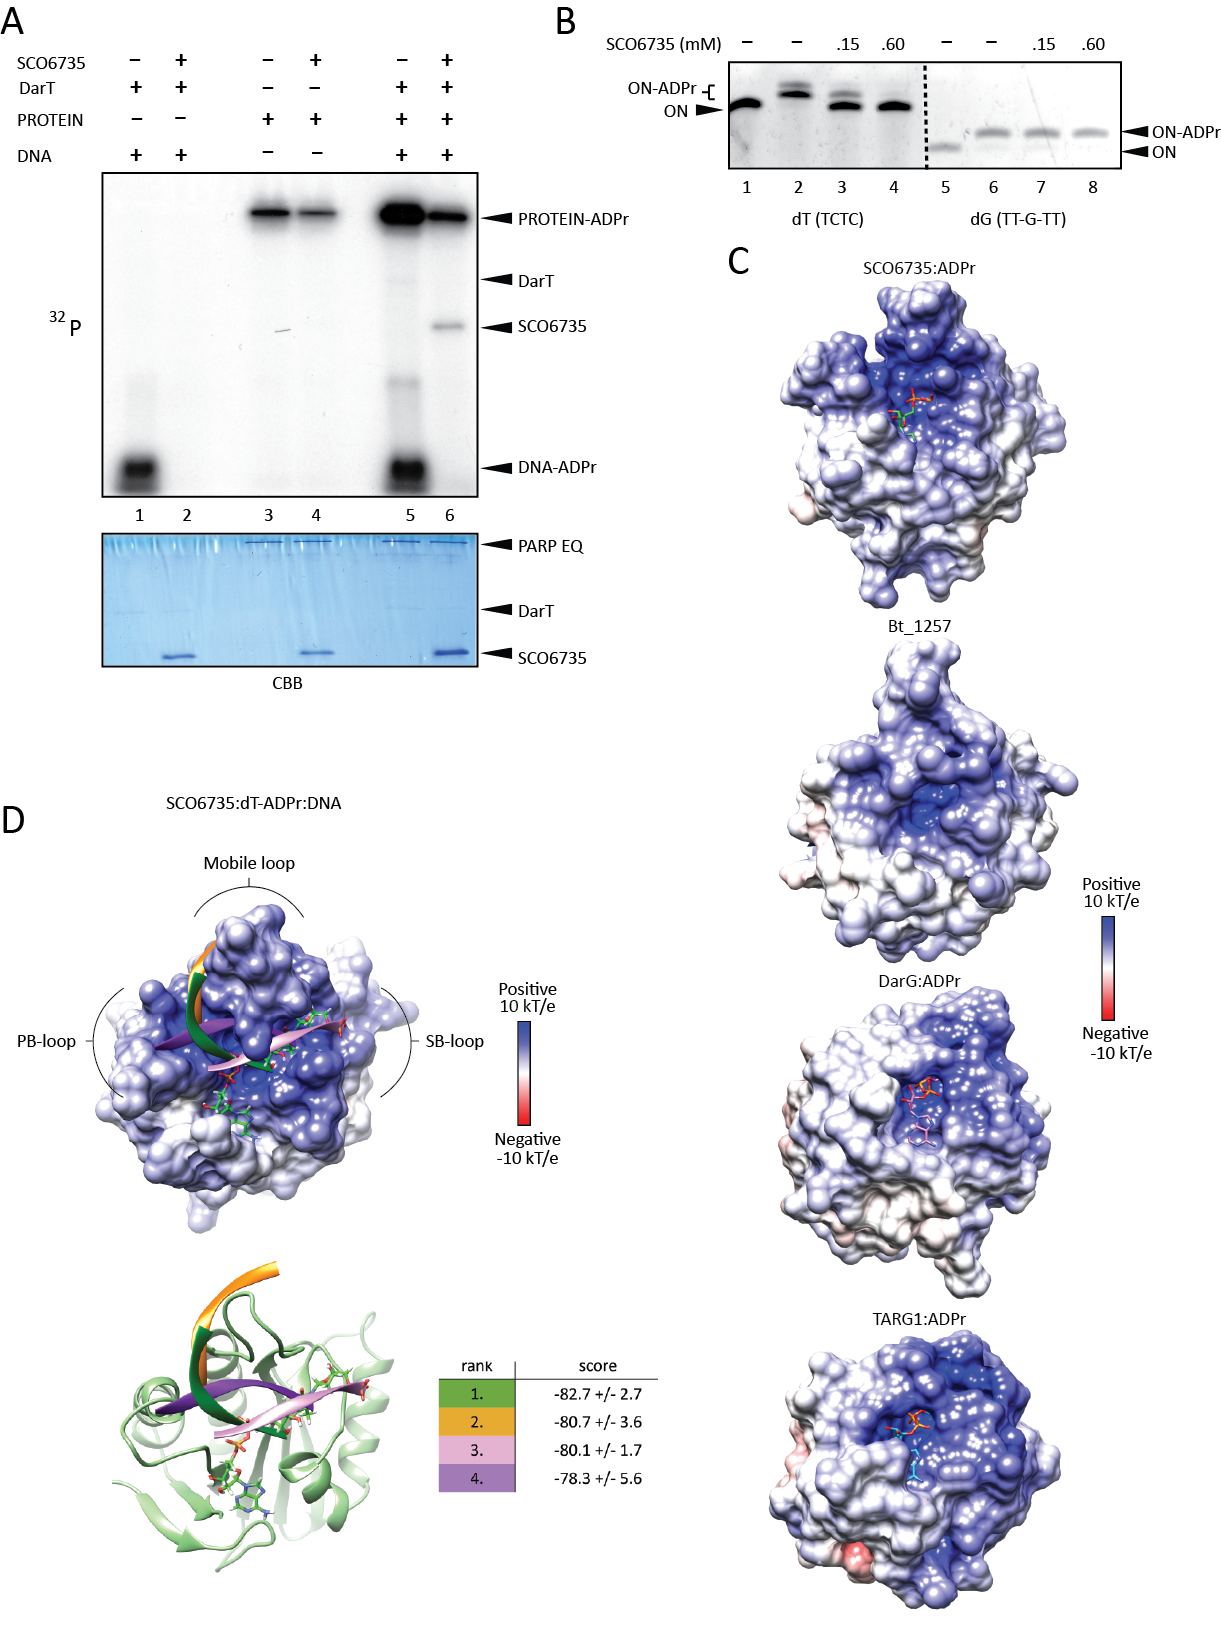 A
SCO6735 – + – + – +
DarT + + – – + +
PROTEIN – – + + + +
DNA + + – – + +
32 P
PROTEIN-ADPr
DarT
SCO6735
DNA-ADPr
1 2 3 4 5 6
PARP EQ
DarT
SCO6735
CBB
B
SCO6735 (mM) – – .15 .60 – – .15 .60
ON-ADPr
ON
ON-ADPr
ON
1 2 3 4 5 6 7 8
dT (TCTC) dG (TT-G-TT)
C
SCO6735:ADPr
Bt_1257
DarG:ADPr
TARG1:ADPr
Positive
10 kT/e
Negative
-10 kT/e
D
SCO6735:dT-ADPr:DNA
Mobile loop
PB-loop
SB-loop
Positive
10 kT/e
Negative
-10 kT/e
rank score
1. -82.7 +/- 2.7
2. -80.7 +/- 3.6
3. -80.1 +/- 1.7
4. -78.3 +/- 5.6